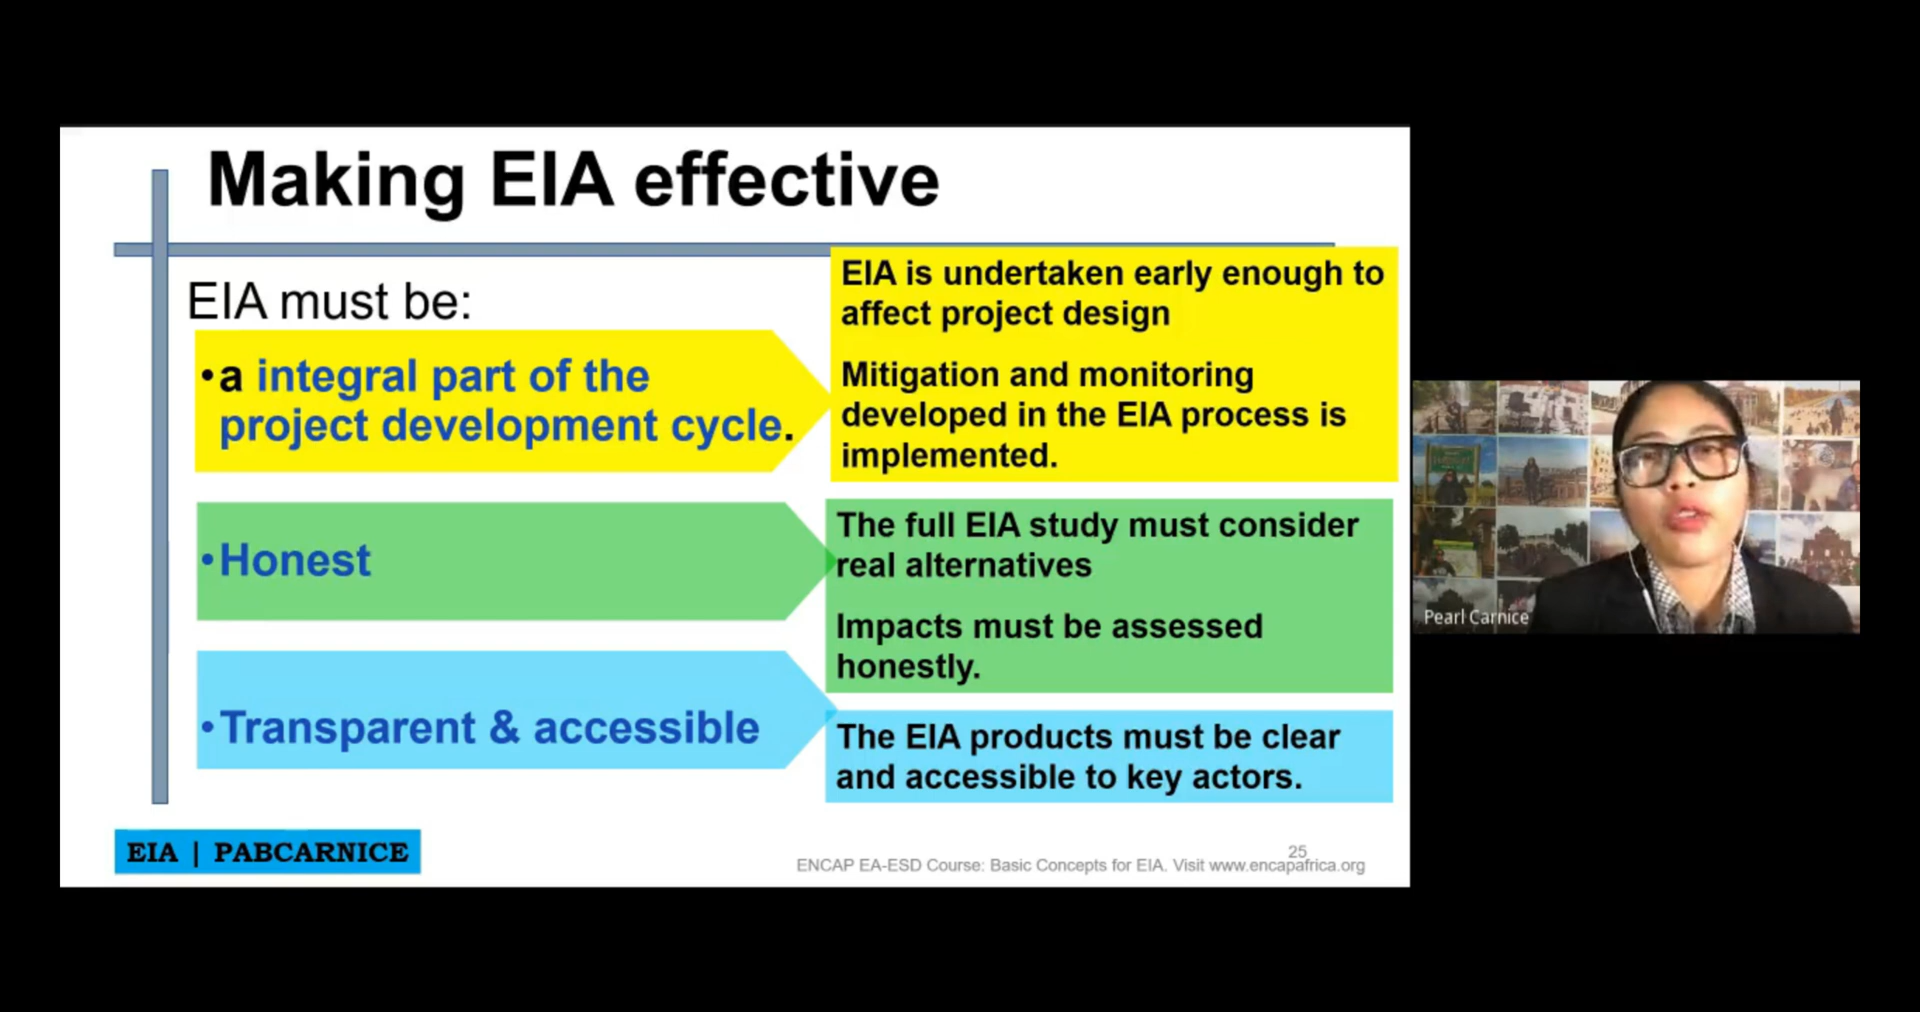 Making EIA effective
EIA must be:
•a integral part of the
project development cycle.
EIA is undertaken early enough to
affect project design
Mitigation and monitoring
developed in the EIA process is
implemented.
•Honest
The full EIA study must consider
real alternatives
Impacts must be assessed
honestly.
•Transparent & accessible
The EIA products must be clear
and accessible to key actors.
EIA | PABCARNICE
25
ENCAP EA-ESD Course: Basic Concepts for EIA. Visit www.encapafrica.org
Pearl Carnice